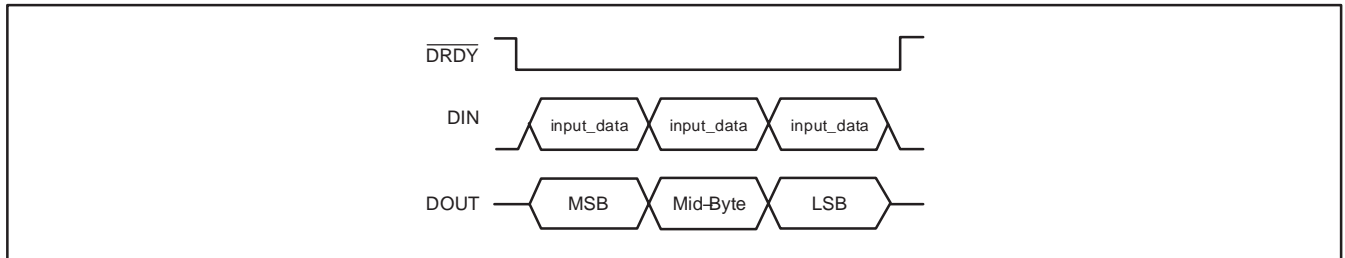 DRDY
DIN input_data input_data input_data
DOUT MSB Mid-Byte LSB